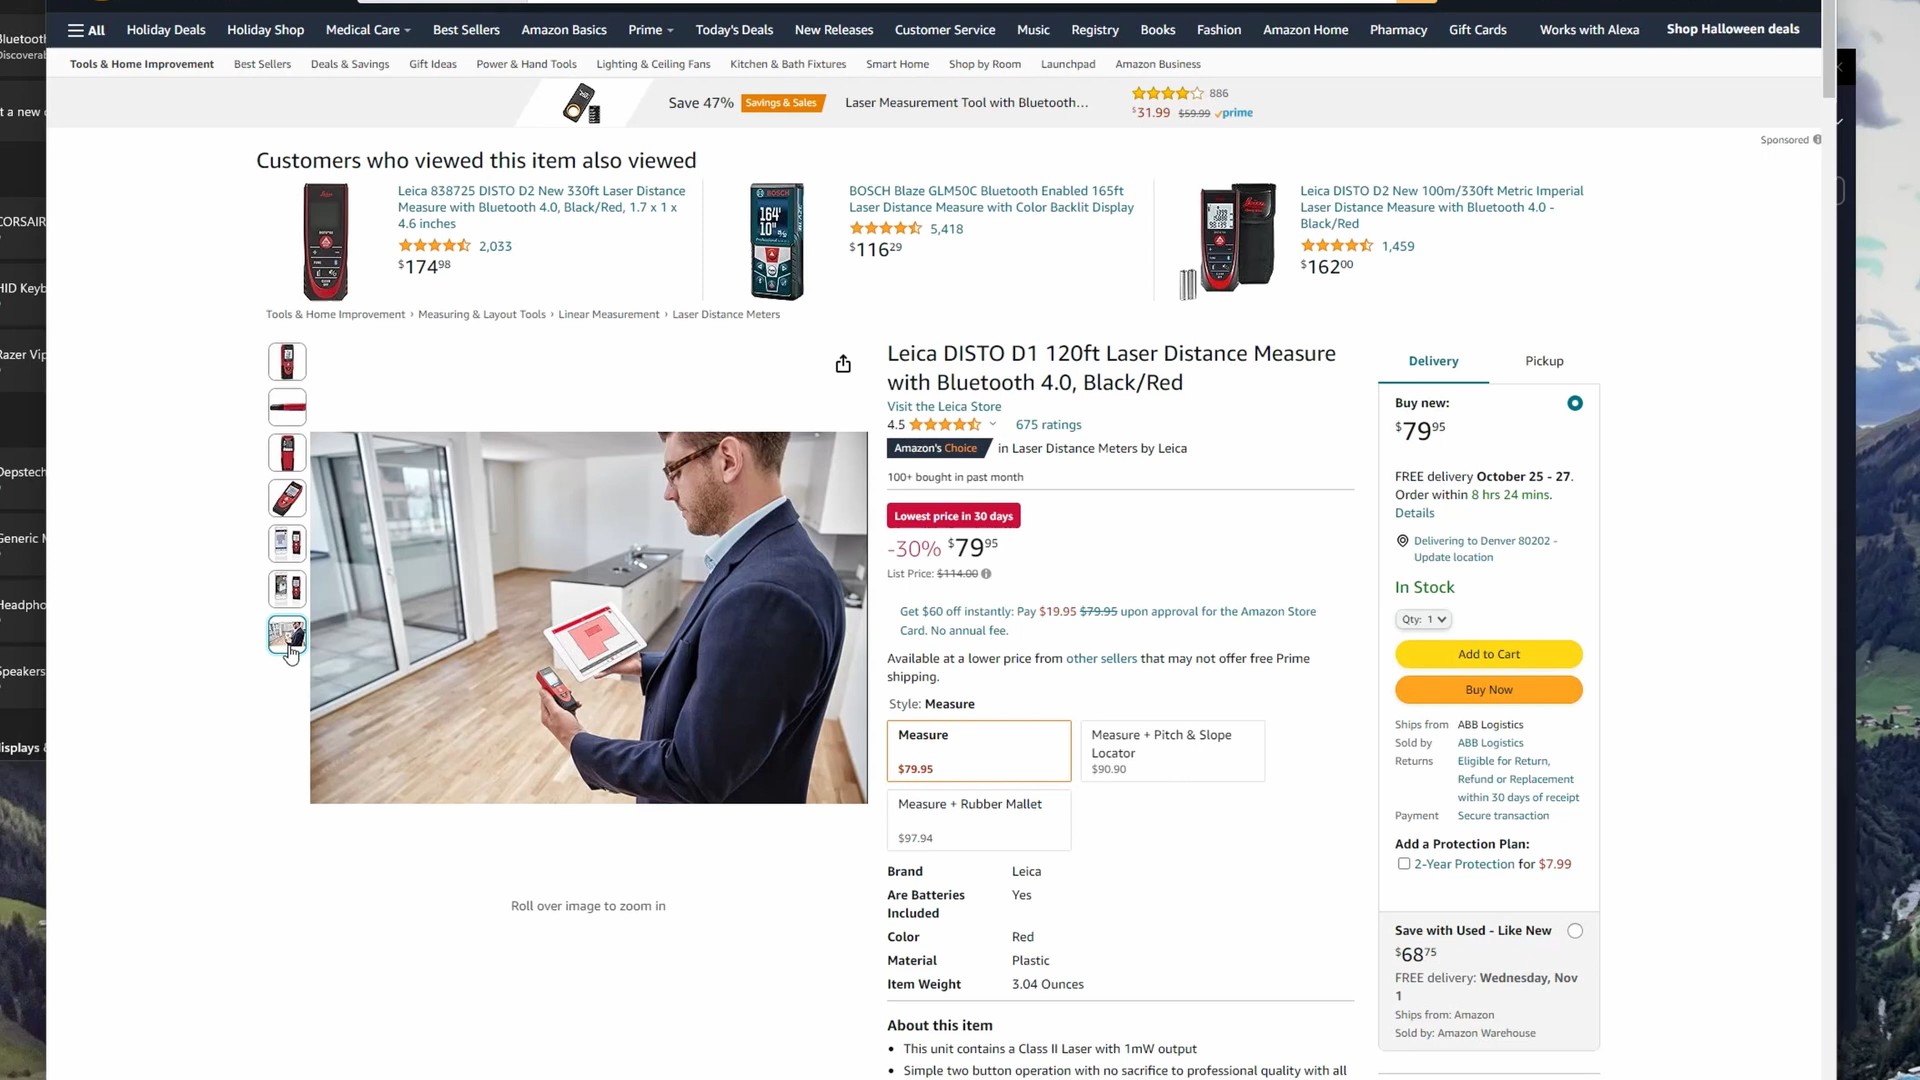 All
Holiday Deals
Holiday Shop
Medical Care
Best Sellers
Amazon Basics
Prime
Today's Deals
New Releases
Customer Service
Music
Registry
Books
Fashion
Amazon Home
Pharmacy
Gift Cards
Works with Alexa
Shop Halloween deals
Tools & Home Improvement
Best Sellers
Deals & Savings
Gift Ideas
Power & Hand Tools
Lighting & Ceiling Fans
Kitchen & Bath Fixtures
Smart Home
Shop by Room
Launchpad
Amazon Business
Save 47%
Savings & Sales
Laser Measurement Tool with Bluetooth...
886
$31.99 $59.99 prime
Sponsored
Customers who viewed this item also viewed
Leica 838725 DISTO D2 New 330ft Laser Distance
Measure with Bluetooth 4.0, Black/Red, 1.7 x 1 x
4.6 inches
2,033
$174.98
BOSCH Blaze GLM50C Bluetooth Enabled 165ft
Laser Distance Measure with Color Backlit Display
5,418
$116.29
Leica DISTO D2 New 100m/330ft Metric Imperial
Laser Distance Measure with Bluetooth 4.0 -
Black/Red
1,459
$162.00
Tools & Home Improvement › Measuring & Layout Tools › Linear Measurement › Laser Distance Meters
Leica DISTO D1 120ft Laser Distance Measure
with Bluetooth 4.0, Black/Red
Visit the Leica Store
4.5
675 ratings
Amazon's Choice in Laser Distance Meters by Leica
100+ bought in past month
Lowest price in 30 days
-30% $79.95
List Price: $114.00
Get $60 off instantly: Pay $19.95 $79.95 upon approval for the Amazon Store
Card. No annual fee.
Available at a lower price from other sellers that may not offer free Prime
shipping.
Style: Measure
Measure
$79.95
Measure + Pitch & Slope
Locator
$90.90
Measure + Rubber Mallet
$97.94
Brand Leica
Are Batteries Yes
Included
Color Red
Material Plastic
Item Weight 3.04 Ounces
About this item
• This unit contains a Class II Laser with 1mW output
• Simple two button operation with no sacrifice to professional quality with all
Roll over image to zoom in
Delivery
Pickup
Buy new:
$79.95
FREE delivery October 25 - 27.
Order within 8 hrs 24 mins.
Details
Delivering to Denver 80202 -
Update location
In Stock
Qty: 1
Add to Cart
Buy Now
Ships from ABB Logistics
Sold by ABB Logistics
Returns Eligible for Return,
Refund or Replacement
within 30 days of receipt
Payment Secure transaction
Add a Protection Plan:
2-Year Protection for $7.99
Save with Used - Like New
$68.75
FREE delivery: Wednesday, Nov
1
Ships from: Amazon
Sold by: Amazon Warehouse
Bluetooth
Discoveral
t a new
CORSAIR
HID Keyb
Razer Vip
Depstech
Generic M
Headpho
Speakers
isplays &